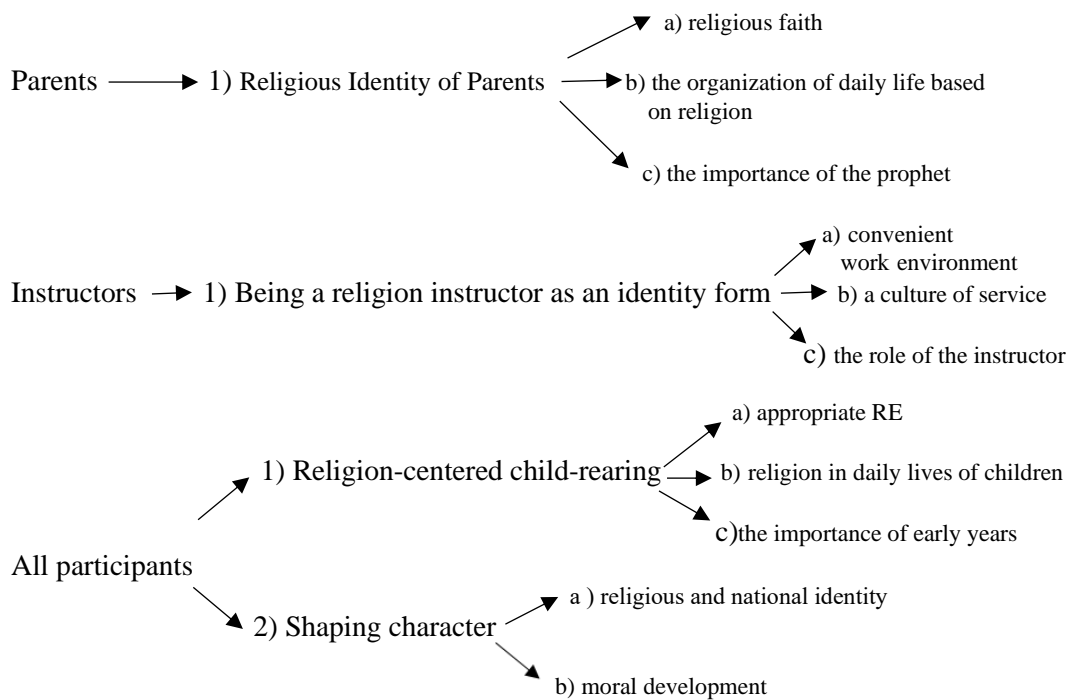 a) religious faith
Parents
1) Religious Identity of Parents
b) the organization of daily life based
on religion
c) the importance of the prophet
a) convenient
work environment
Instructors
1) Being a religion instructor as an identity form
b) a culture of service
c) the role of the instructor
a) appropriate RE
1) Religion-centered child-rearing
b) religion in daily lives of children
c)the importance of early years
All participants
a ) religious and national identity
2) Shaping character
b) moral development